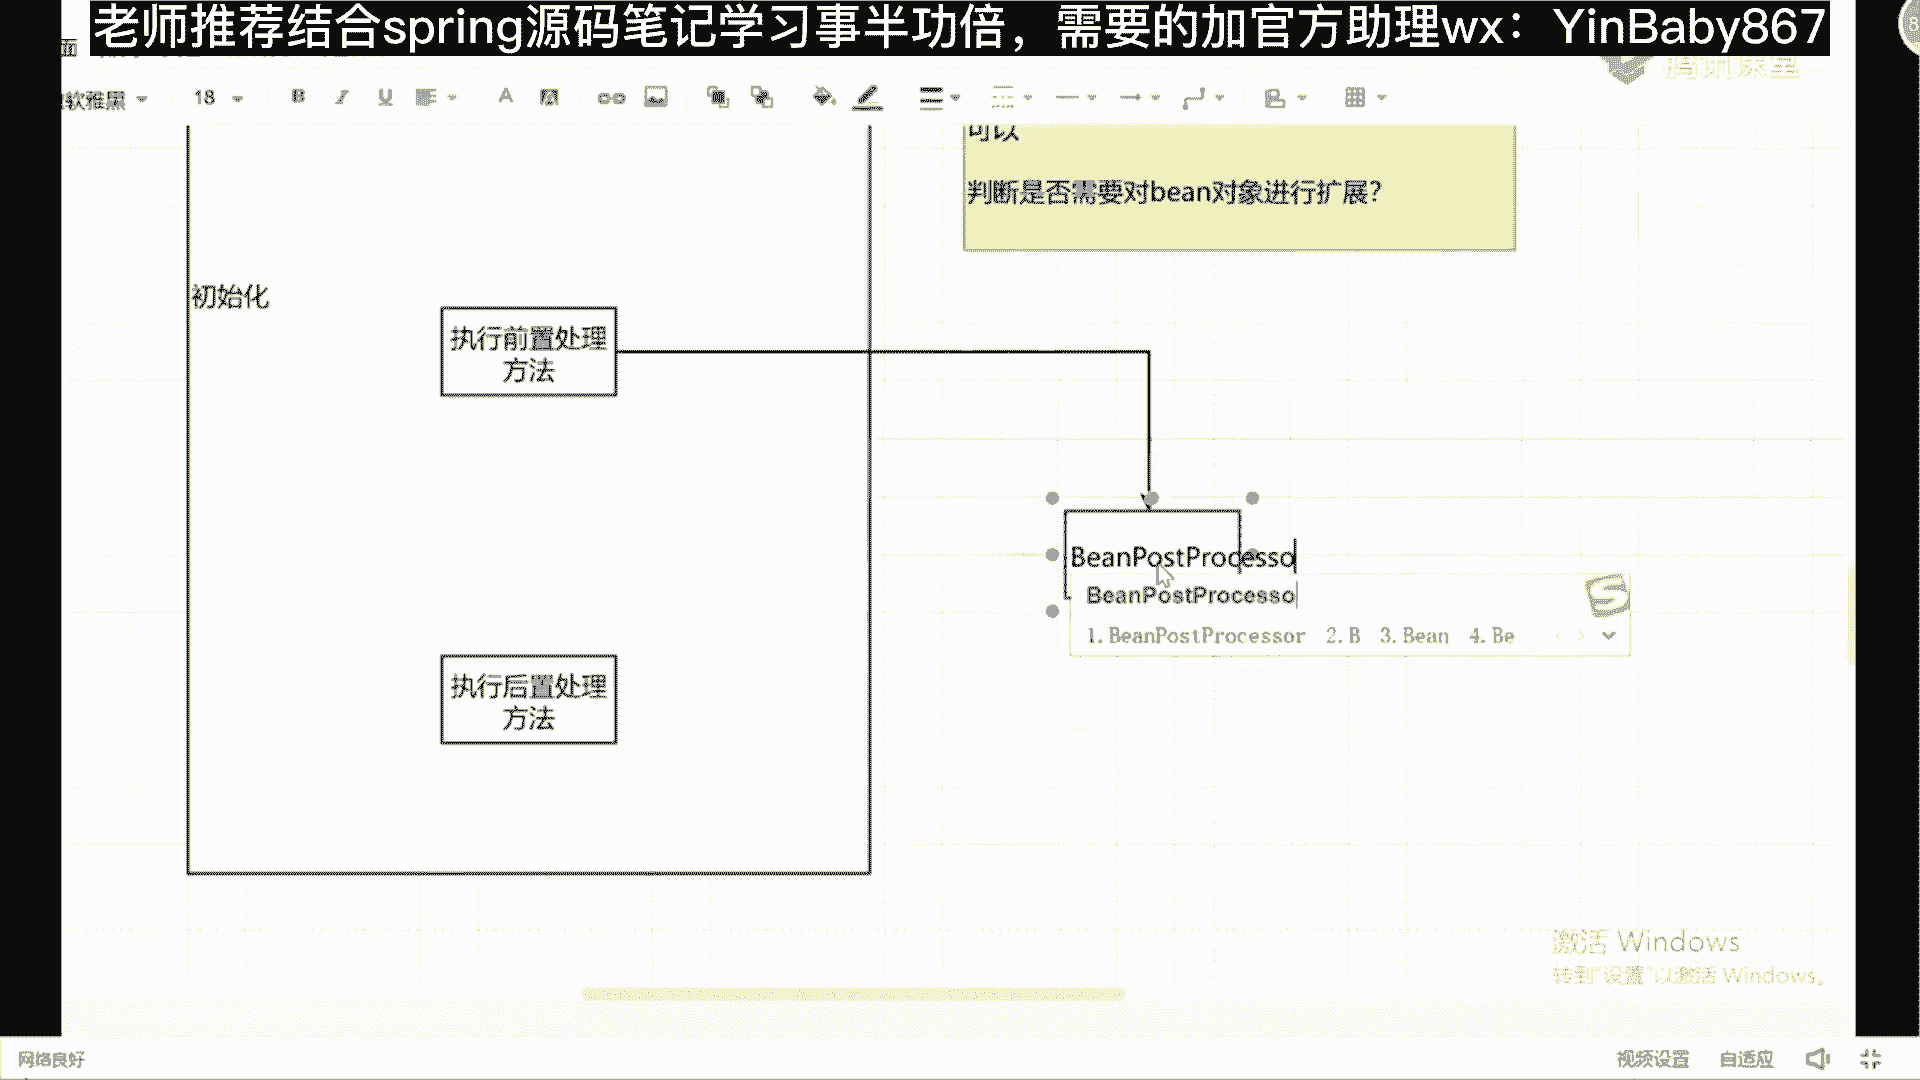 老师推荐结合spring源码笔记学习事半功倍，需要的加官方助理wx：YinBaby867
面
腾讯课堂
软雅黑 18 B I U A A
可以
判断是否需要对bean对象进行扩展？
初始化
执行前置处理
方法
BeanPostProcesso
BeanPostProcesso
1.BeanPostProcessor 2.B 3.Bean 4.Be
执行后置处理
方法
激活 Windows
转到"设置"以激活 Windows。
网络良好
视频设置 自适应